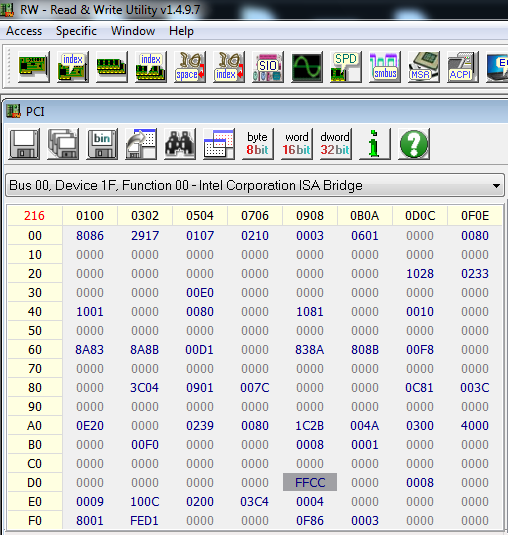 RW - Read & Write Utility v1.4.9.7
Access Specific Window Help
index index SPD
space index SIO smbus MSR ACPI
PCI
bin byte 8bit word 16bit dword 32bit
Bus 00, Device 1F, Function 00 - Intel Corporation ISA Bridge
216 0100 0302 0504 0706 0908 0B0A 0D0C 0F0E
00 8086 2917 0107 0210 0003 0601 0000 0080
10 0000 0000 0000 0000 0000 0000 0000 0000
20 0000 0000 0000 0000 0000 0000 1028 0233
30 0000 0000 00E0 0000 0000 0000 0000 0000
40 1001 0000 0080 0000 1081 0000 0010 0000
50 0000 0000 0000 0000 0000 0000 0000 0000
60 8A83 8A8B 00D1 0000 838A 808B 00F8 0000
70 0000 0000 0000 0000 0000 0000 0000 0000
80 0000 3C04 0901 007C 0000 0000 0C81 003C
90 0000 0000 0000 0000 0000 0000 0000 0000
A0 0E20 0000 0239 0080 1C2B 004A 0300 4000
B0 0000 00F0 0000 0000 0008 0001 0000 0000
C0 0000 0000 0000 0000 0000 0000 0000 0000
D0 0000 0000 0000 0000 FFCC 0000 0008 0000
E0 0009 100C 0200 03C4 0004 0000 0000 0000
F0 8001 FED1 0000 0000 0F86 0003 0000 0000